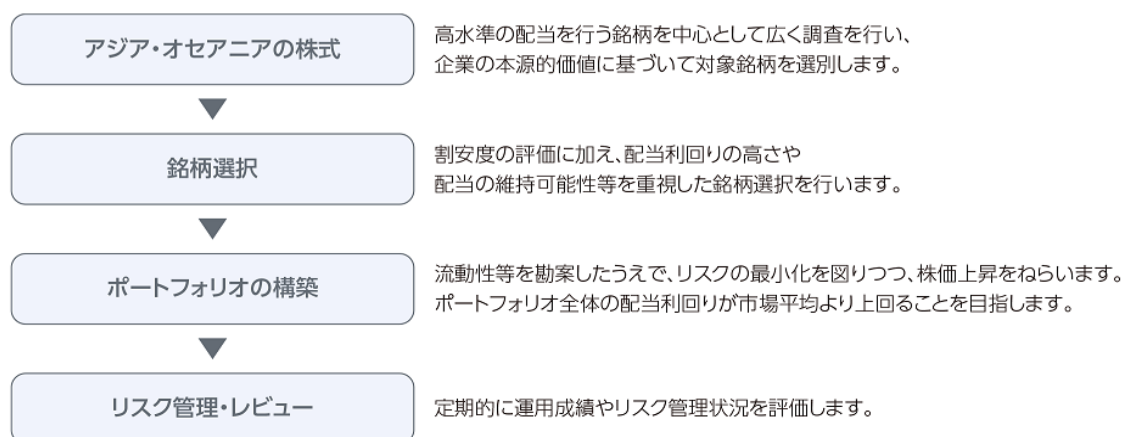 アジア・オセアニアの株式
高水準の配当を行う銘柄を中心として広く調査を行い、
企業の本源的価値に基づいて対象銘柄を選別します。
銘柄選択
割安度の評価に加え、配当利回りの高さや
配当の維持可能性等を重視した銘柄選択を行います。
ポートフォリオの構築
流動性等を勘案したうえで、リスクの最小化を図りつつ、株価上昇をねらいます。
ポートフォリオ全体の配当利回りが市場平均より上回ることを目指します。
リスク管理・レビュー
定期的に運用成績やリスク管理状況を評価します。